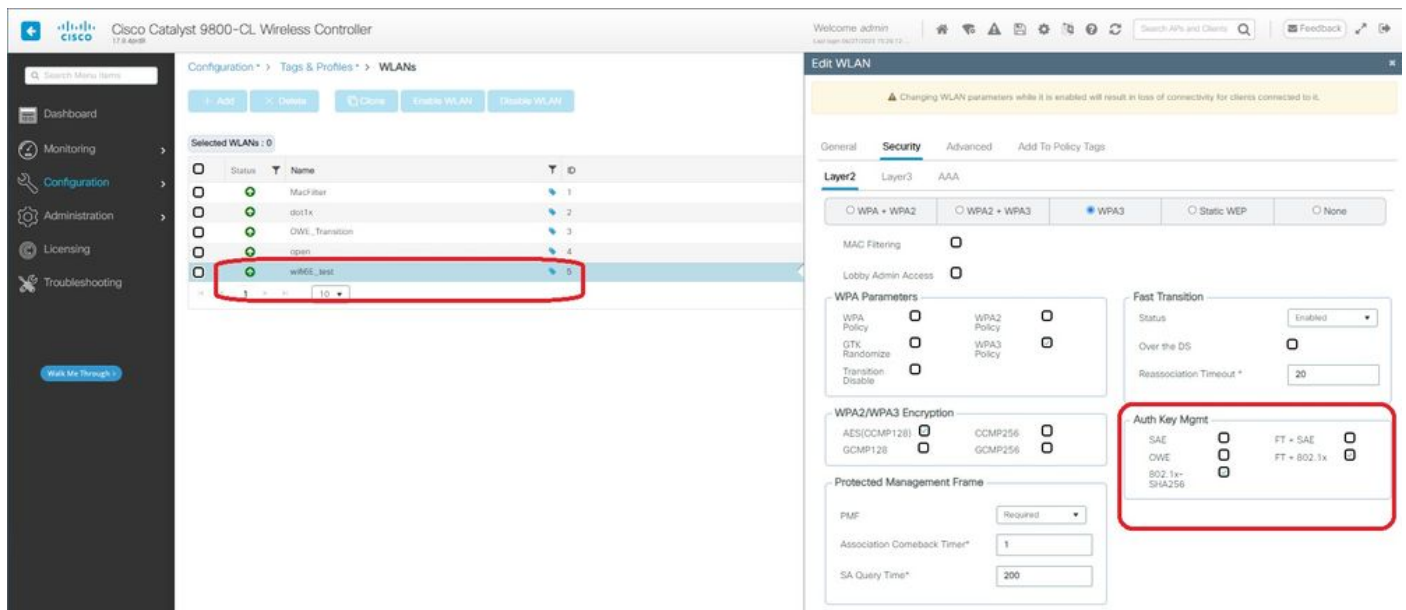 cisco
Cisco Catalyst 9800-CL Wireless Controller
Welcome admin
Search APs and Clients
Feedback
Search Menu Items
Dashboard
Monitoring
Configuration
Administration
Licensing
Troubleshooting
Walk Me Through >
Configuration > Tags & Profiles > WLANs
+ Add
× Delete
Clone
Enable WLAN
Disable WLAN
Selected WLANs : 0
Status Name ID
MacFilter 1
dot1x 2
OWE_Transition 3
open 4
wifi6E_test 5
1 10
Edit WLAN
Changing WLAN parameters while it is enabled will result in loss of connectivity for clients connected to it.
General Security Advanced Add To Policy Tags
Layer2 Layer3 AAA
WPA + WPA2 WPA2 + WPA3 WPA3 Static WEP None
MAC Filtering
Lobby Admin Access
WPA Parameters
WPA Policy WPA2 Policy
GTK Randomize WPA3 Policy
Transition Disable
Fast Transition
Status Enabled
Over the DS
Reassociation Timeout * 20
WPA2/WPA3 Encryption
AES(CCMP128) CCMP256
GCMP128 GCMP256
Auth Key Mgmt
SAE FT + SAE
OWE FT + 802.1x
802.1x-SHA256
Protected Management Frame
PMF Required
Association Comeback Timer* 1
SA Query Time* 200